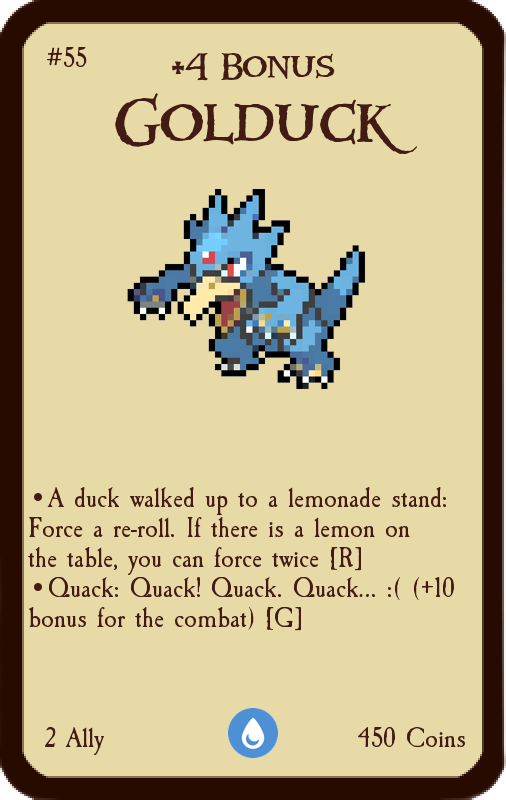 #55
+4 Bonus
Golduck
•A duck walked up to a lemonade stand:
Force a re-roll. If there is a lemon on
the table, you can force twice [R]
•Quack: Quack! Quack. Quack... :( (+10
bonus for the combat) [G]
2 Ally
450 Coins